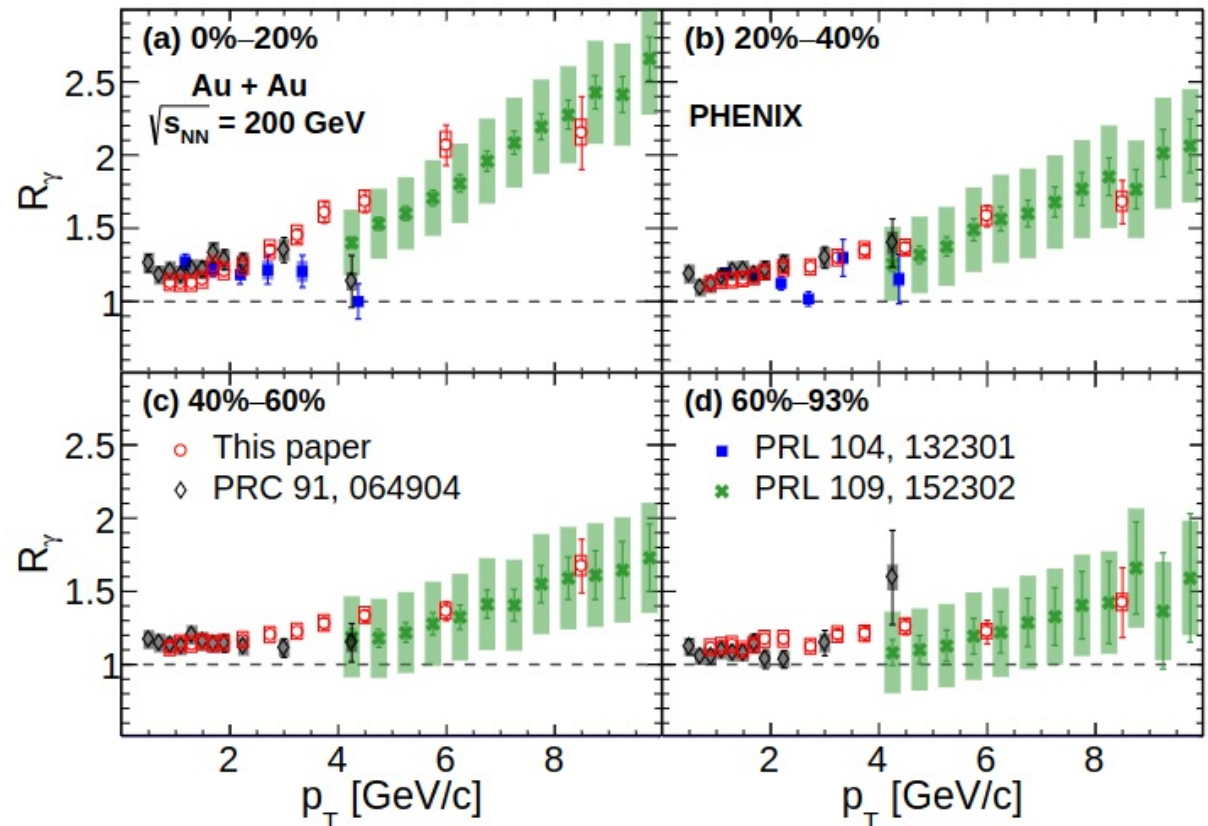 (a) 0%–20%
Au + Au
√sNN = 200 GeV
(b) 20%–40%
PHENIX
2.5
2
1.5
1
Rγ
(c) 40%–60%
This paper
PRC 91, 064904
(d) 60%–93%
PRL 104, 132301
PRL 109, 152302
2.5
2
1.5
1
Rγ
2 4 6 8
2 4 6 8
pT [GeV/c]
pT [GeV/c]